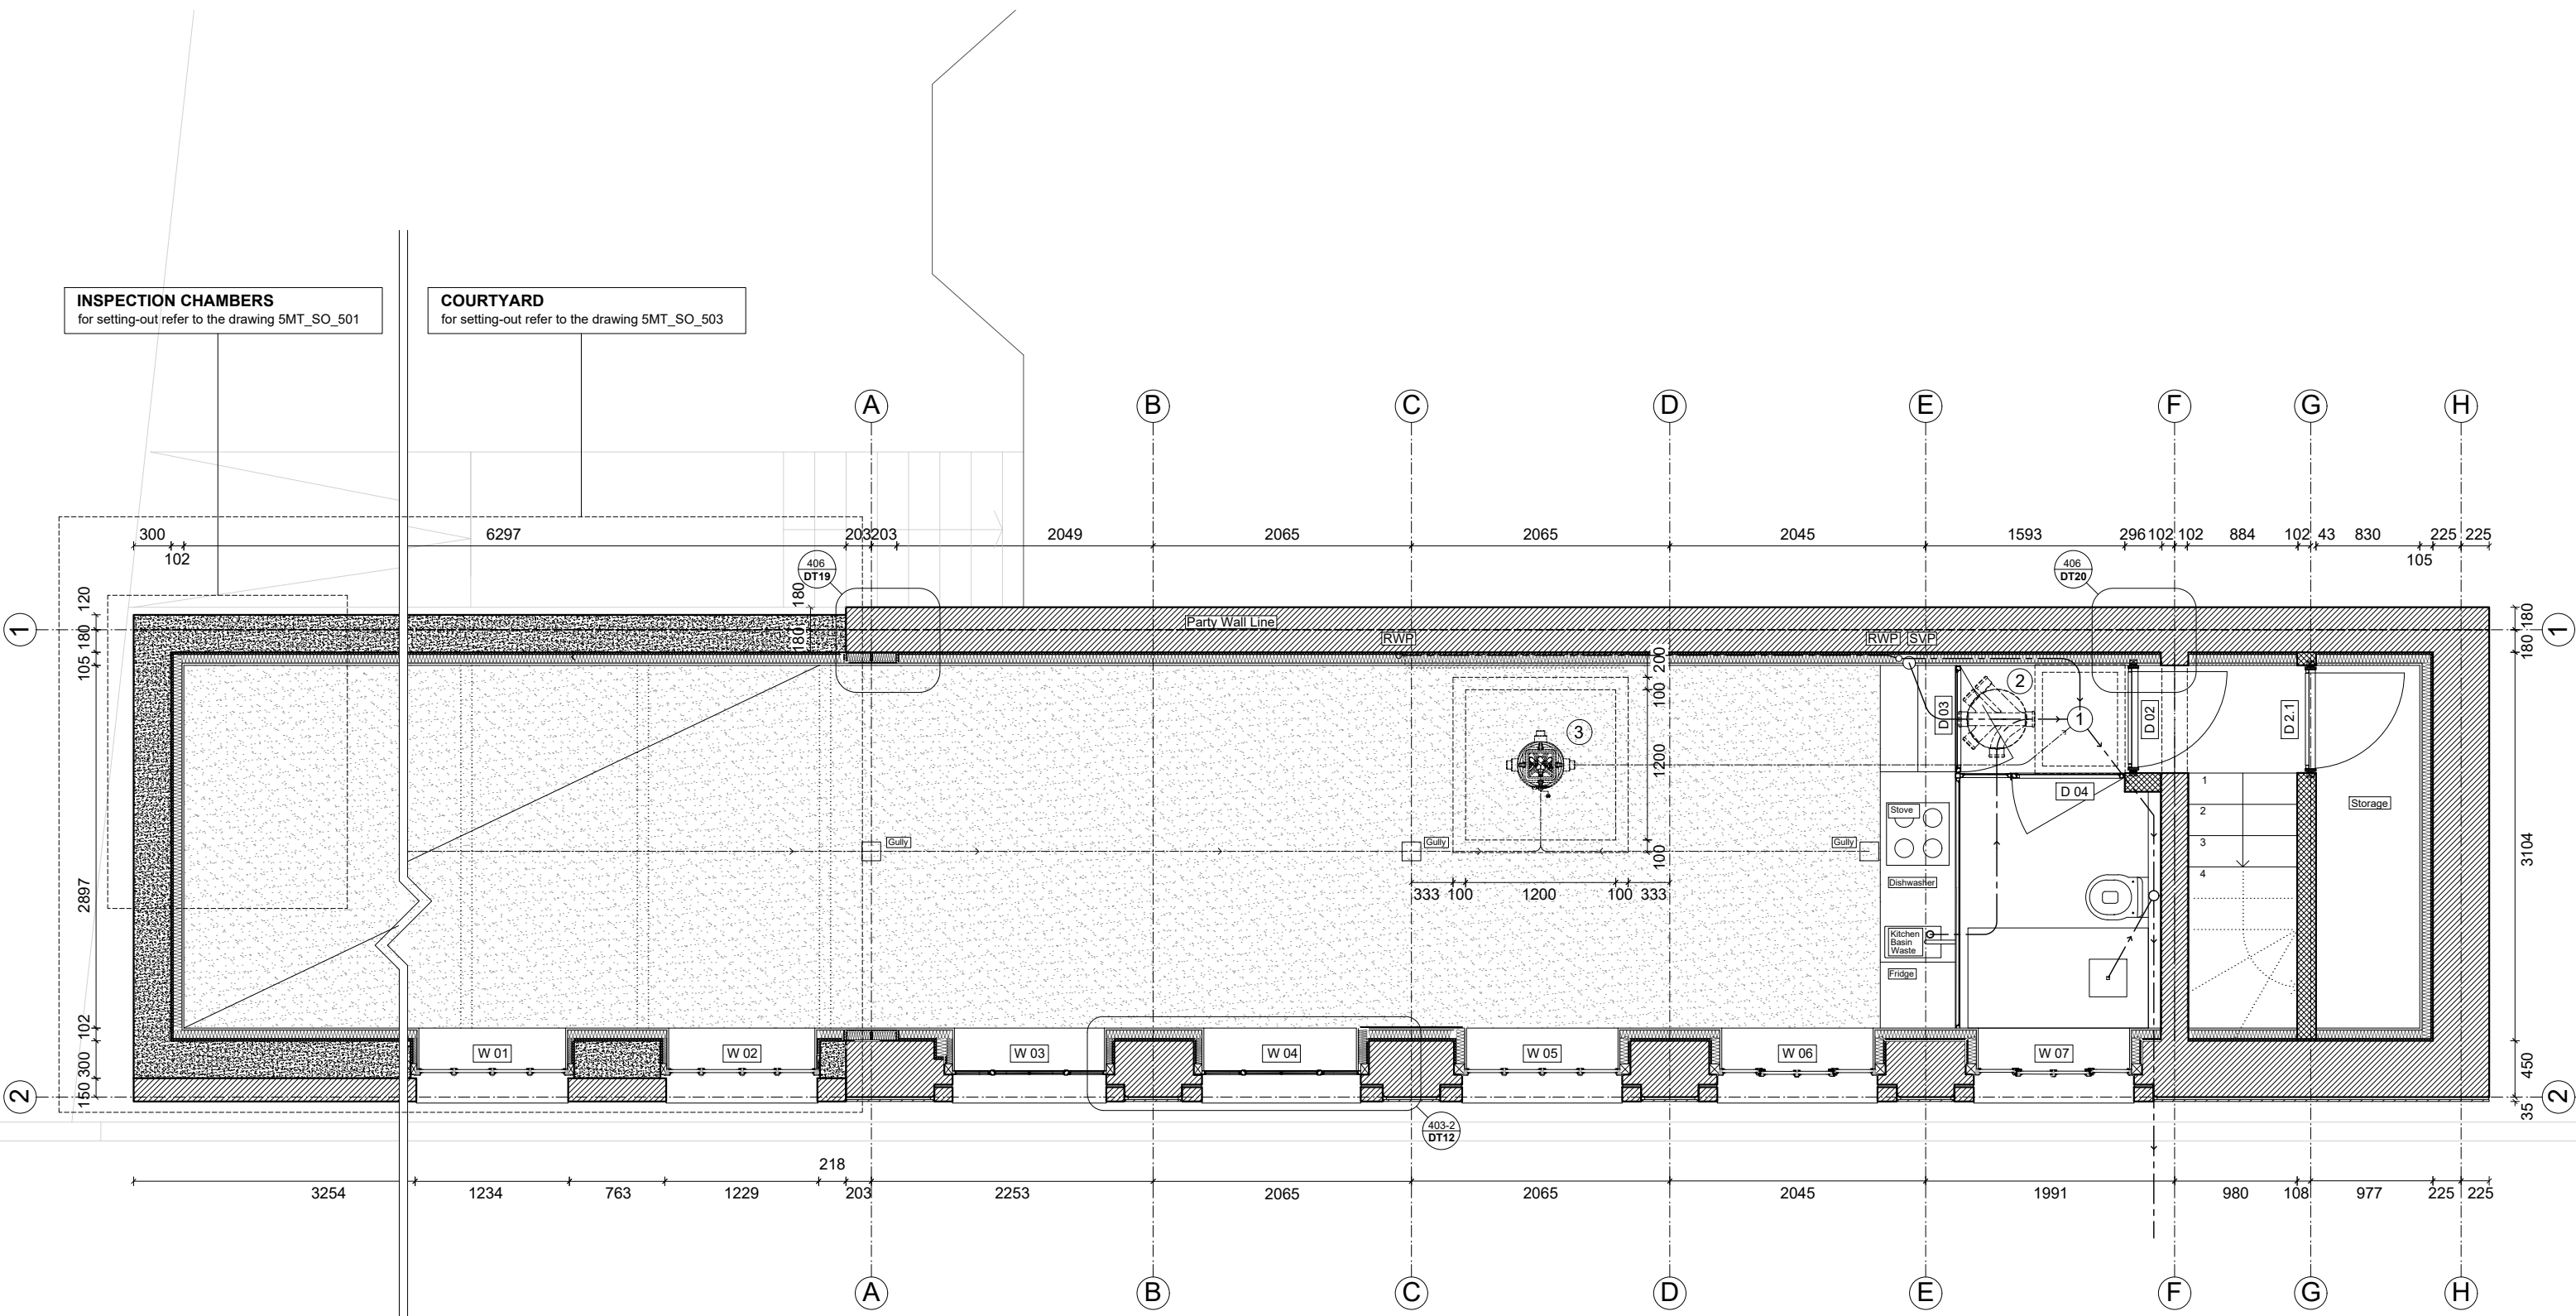 INSPECTION CHAMBERS
for setting-out refer to the drawing 5MT_SO_501
COURTYARD
for setting-out refer to the drawing 5MT_SO_503
A
B
C
D
E
F
G
H
300
102
6297
203
203
2049
2065
2065
2045
1593
296
102
102
884
102
43
830
105
225
225
406
DT19
406
DT20
120
180
105
2897
102
300
150
180
180
1
1
Party Wall Line
RWP
RWP
SVP
200
100
1200
100
180
180
3104
450
35
D 03
2
1
D 02
D 2.1
3
D 04
1
2
3
4
Storage
Stove
Gully
Gully
Gully
Dishwasher
333
100
1200
100
333
Kitchen
Basin
Waste
Fridge
W 01
W 02
W 03
W 04
W 05
W 06
W 07
2
2
403-2
DT12
3254
1234
763
1229
218
203
2253
2065
2065
2045
1991
980
108
977
225
225
A
B
C
D
E
F
G
H